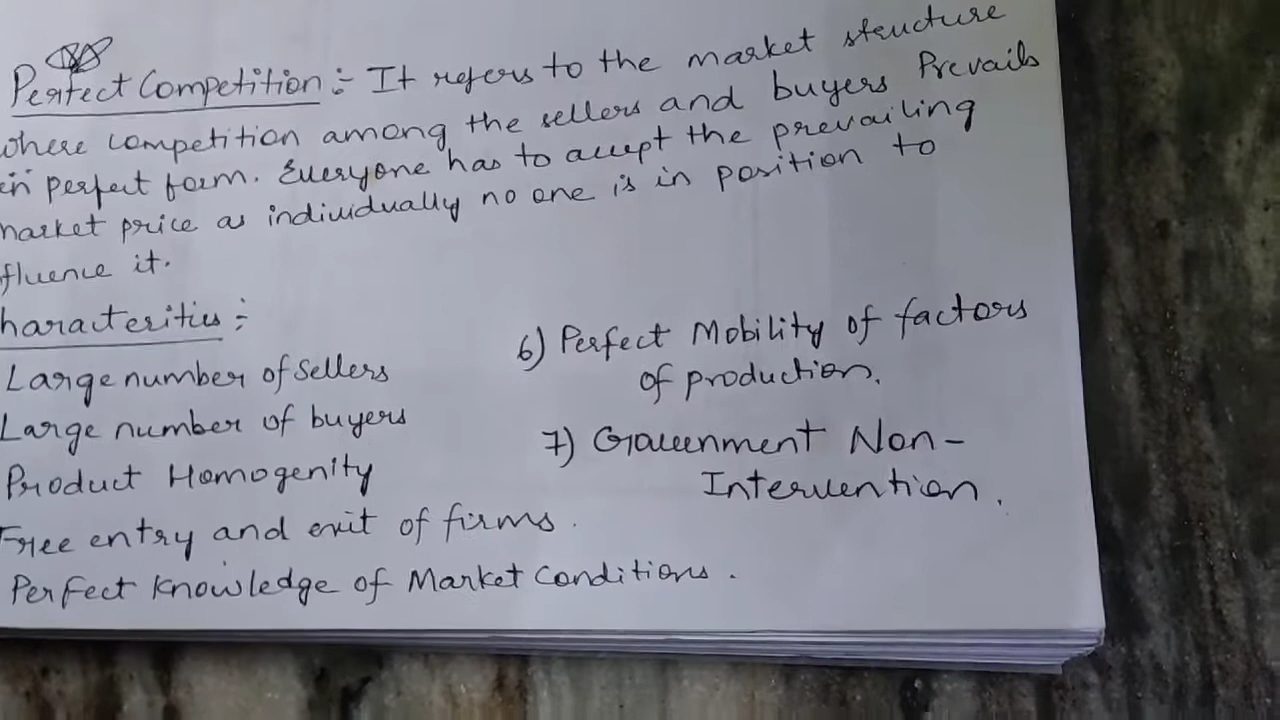 Perfect Competition :- It refers to the market structure
where competition among the sellers and buyers Prevails
in perfect form. Everyone has to accept the prevailing
market price as individually no one is in position to
fluence it.
haracteritics :-
Large number of Sellers
Large number of buyers
Product Homogenity
Free entry and exit of firms.
Perfect Knowledge of Market Conditions.
6) Perfect Mobility of factors
of production.
7) Government Non-
Intervention.